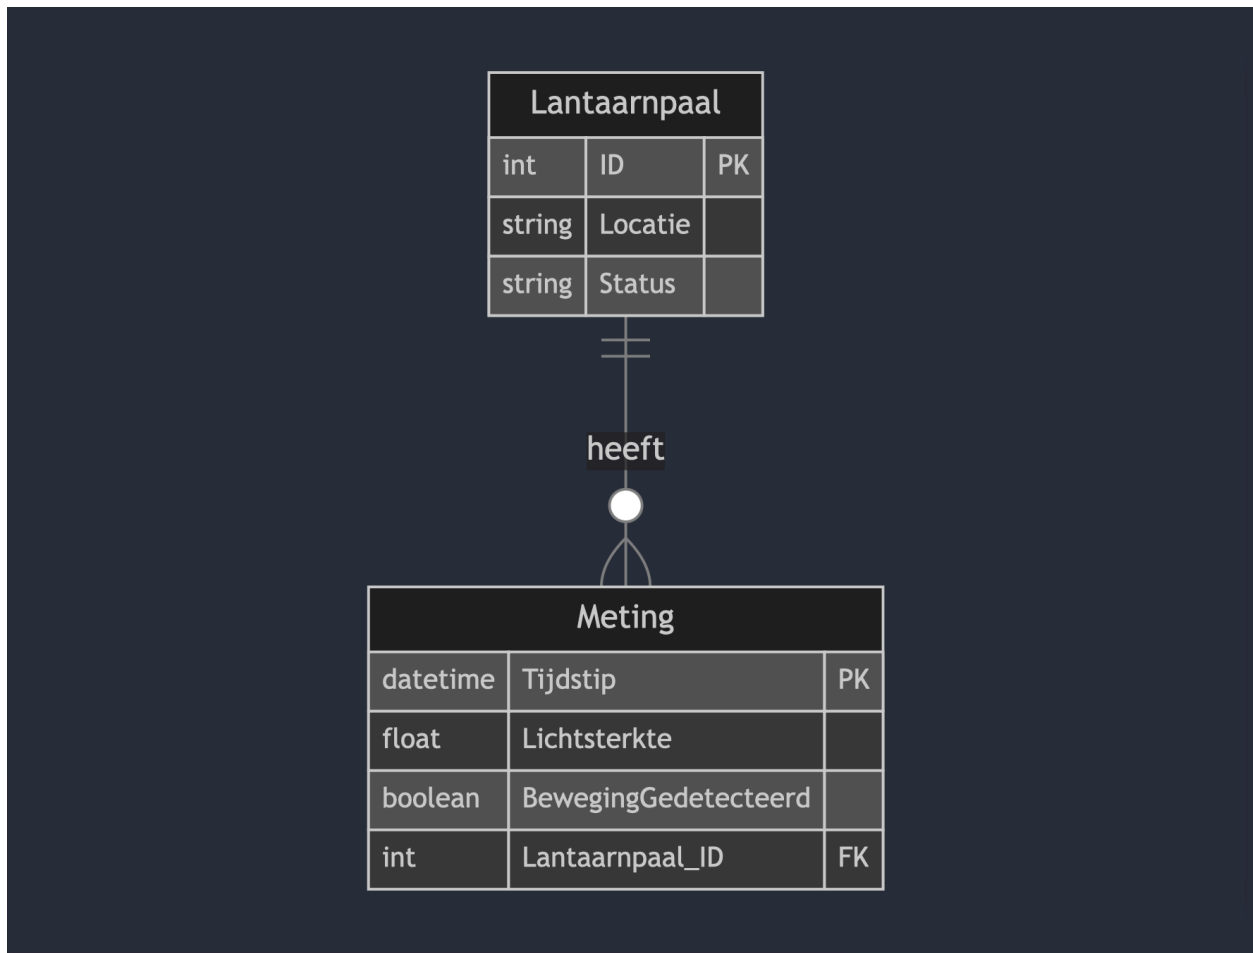 Lantaarnpaal
int ID PK
string Locatie
string Status
heeft
Meting
datetime Tijdstip PK
float Lichtsterkte
boolean BewegingGedetecteerd
int Lantaarnpaal_ID FK